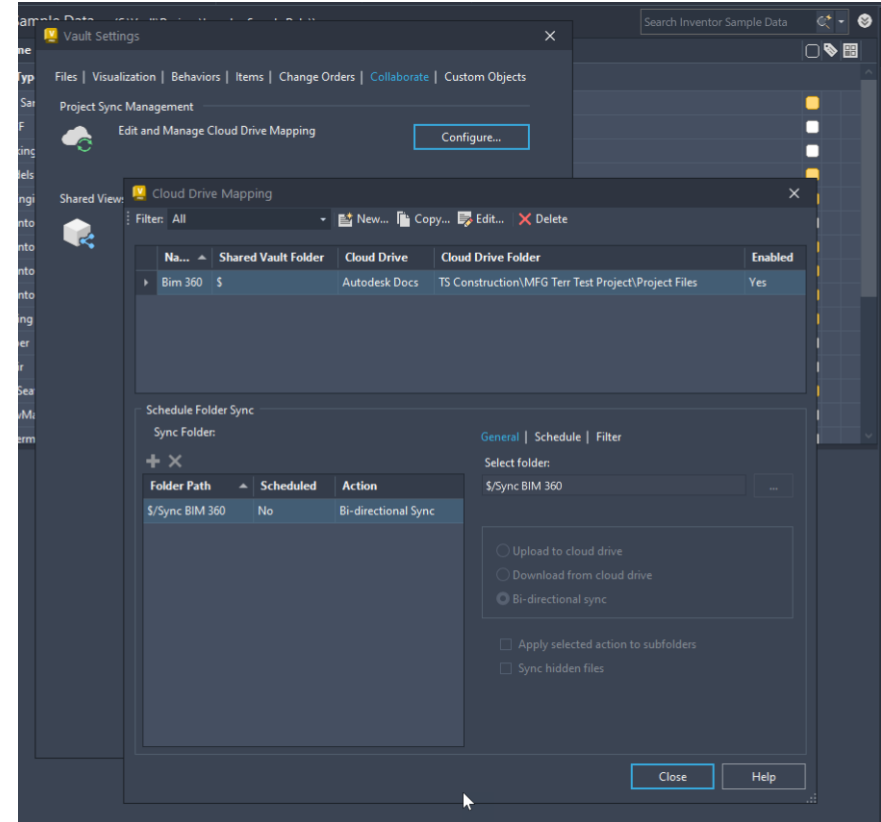 Search Inventor Sample Data
Vault Settings
Files | Visualization | Behaviors | Items | Change Orders | Collaborate | Custom Objects
Project Sync Management
Edit and Manage Cloud Drive Mapping
Configure...
Shared View
Cloud Drive Mapping
Filter: All
New... Copy... Edit... Delete
Na... Shared Vault Folder Cloud Drive Cloud Drive Folder Enabled
Bim 360 $ Autodesk Docs TS Construction\MFG Terr Test Project\Project Files Yes
Schedule Folder Sync
Sync Folder:
General | Schedule | Filter
Select folder:
Folder Path Scheduled Action
$/Sync BIM 360 ...
$/Sync BIM 360 No Bi-directional Sync
Upload to cloud drive
Download from cloud drive
Bi-directional sync
Apply selected action to subfolders
Sync hidden files
Close Help